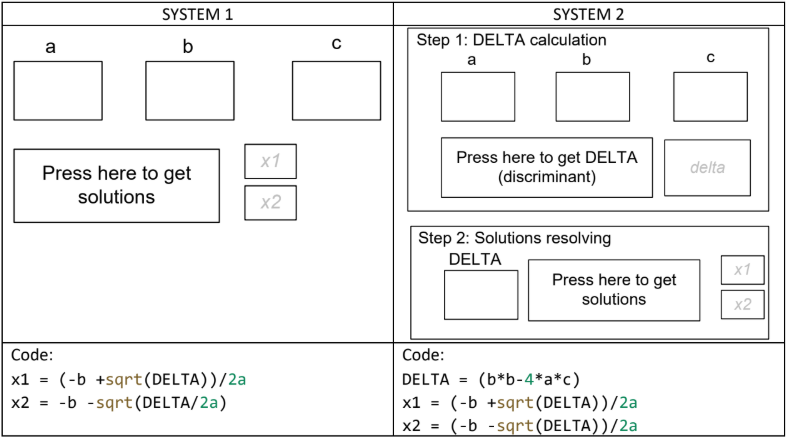 SYSTEM 1
a b c
Press here to get
solutions
x1
x2
Code:
x1 = (-b +sqrt(DELTA))/2a
x2 = -b -sqrt(DELTA/2a)
SYSTEM 2
Step 1: DELTA calculation
a b c
Press here to get DELTA
(discriminant)
delta
Step 2: Solutions resolving
DELTA
Press here to get
solutions
x1
x2
Code:
DELTA = (b*b-4*a*c)
x1 = (-b +sqrt(DELTA))/2a
x2 = (-b -sqrt(DELTA))/2a